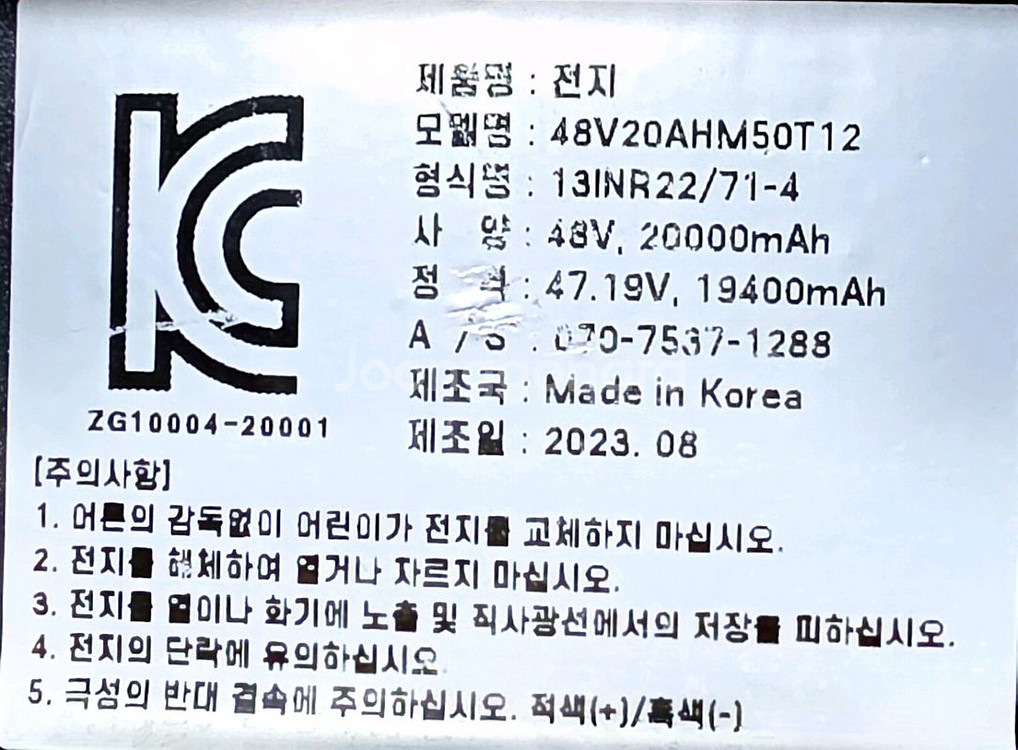 KC
제품명 : 전지
모델명 : 48V20AHM50T12
형식명 : 13INR22/71-4
사 양 : 48V, 20000mAh
정 격 : 47.19V, 19400mAh
A / S : 070-7537-1288
제조국 : Made in Korea
제조일 : 2023. 08
ZG10004-20001
[주의사항]
1. 어른의 감독없이 어린이가 전지를 교체하지 마십시오.
2. 전지를 해체하여 열거나 자르지 마십시오.
3. 전지를 열이나 화기에 노출 및 직사광선에서의 저장를 피하십시오.
4. 전지의 단락에 유의하십시오.
5. 극성의 반대 결속에 주의하십시오. 적색(+)/흑색(-)